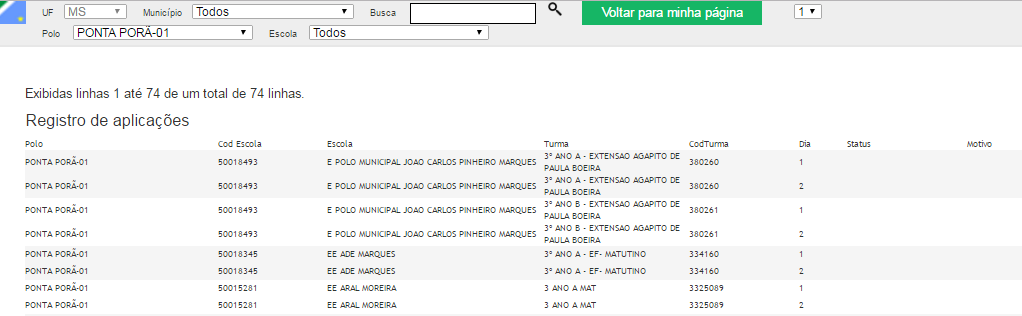 UF MS Município Todos Busca Voltar para minha página 1
Polo PONTA PORÃ-01 Escola Todos
Exibidas linhas 1 até 74 de um total de 74 linhas.
Registro de aplicações
Polo Cod Escola Escola Turma CodTurma Dia Status Motivo
PONTA PORÃ-01 50018493 E POLO MUNICIPAL JOAO CARLOS PINHEIRO MARQUES 3º ANO A - EXTENSAO AGAPITO DE PAULA BOEIRA 380260 1
PONTA PORÃ-01 50018493 E POLO MUNICIPAL JOAO CARLOS PINHEIRO MARQUES 3º ANO A - EXTENSAO AGAPITO DE PAULA BOEIRA 380260 2
PONTA PORÃ-01 50018493 E POLO MUNICIPAL JOAO CARLOS PINHEIRO MARQUES 3º ANO B - EXTENSAO AGAPITO DE PAULA BOEIRA 380261 1
PONTA PORÃ-01 50018493 E POLO MUNICIPAL JOAO CARLOS PINHEIRO MARQUES 3º ANO B - EXTENSAO AGAPITO DE PAULA BOEIRA 380261 2
PONTA PORÃ-01 50018345 EE ADE MARQUES 3º ANO A - EF- MATUTINO 334160 1
PONTA PORÃ-01 50018345 EE ADE MARQUES 3º ANO A - EF- MATUTINO 334160 2
PONTA PORÃ-01 50015281 EE ARAL MOREIRA 3 ANO A MAT 3325089 1
PONTA PORÃ-01 50015281 EE ARAL MOREIRA 3 ANO A MAT 3325089 2